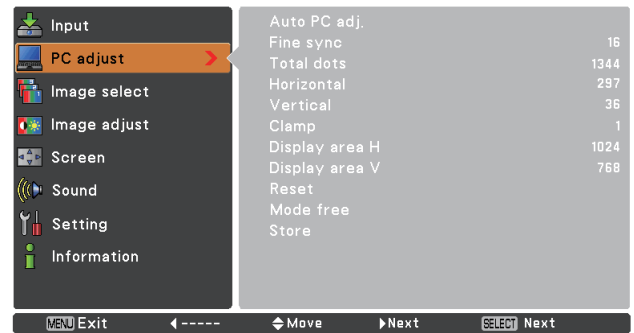 Input
PC adjust
Image select
Image adjust
Screen
Sound
Setting
Information
Auto PC adj.
Fine sync 16
Total dots 1344
Horizontal 297
Vertical 36
Clamp 1
Display area H 1024
Display area V 768
Reset
Mode free
Store
MENU Exit ----- Move Next SELECT Next